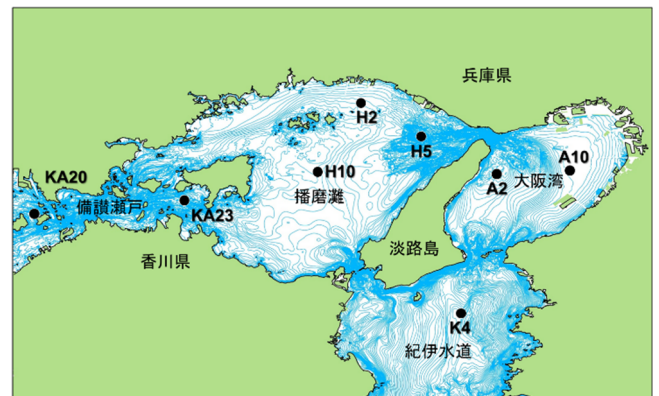 兵庫県
H2
H5
A10
KA20
H10
A2
大阪湾
播磨灘
備讃瀬戸
KA23
淡路島
香川県
K4
紀伊水道